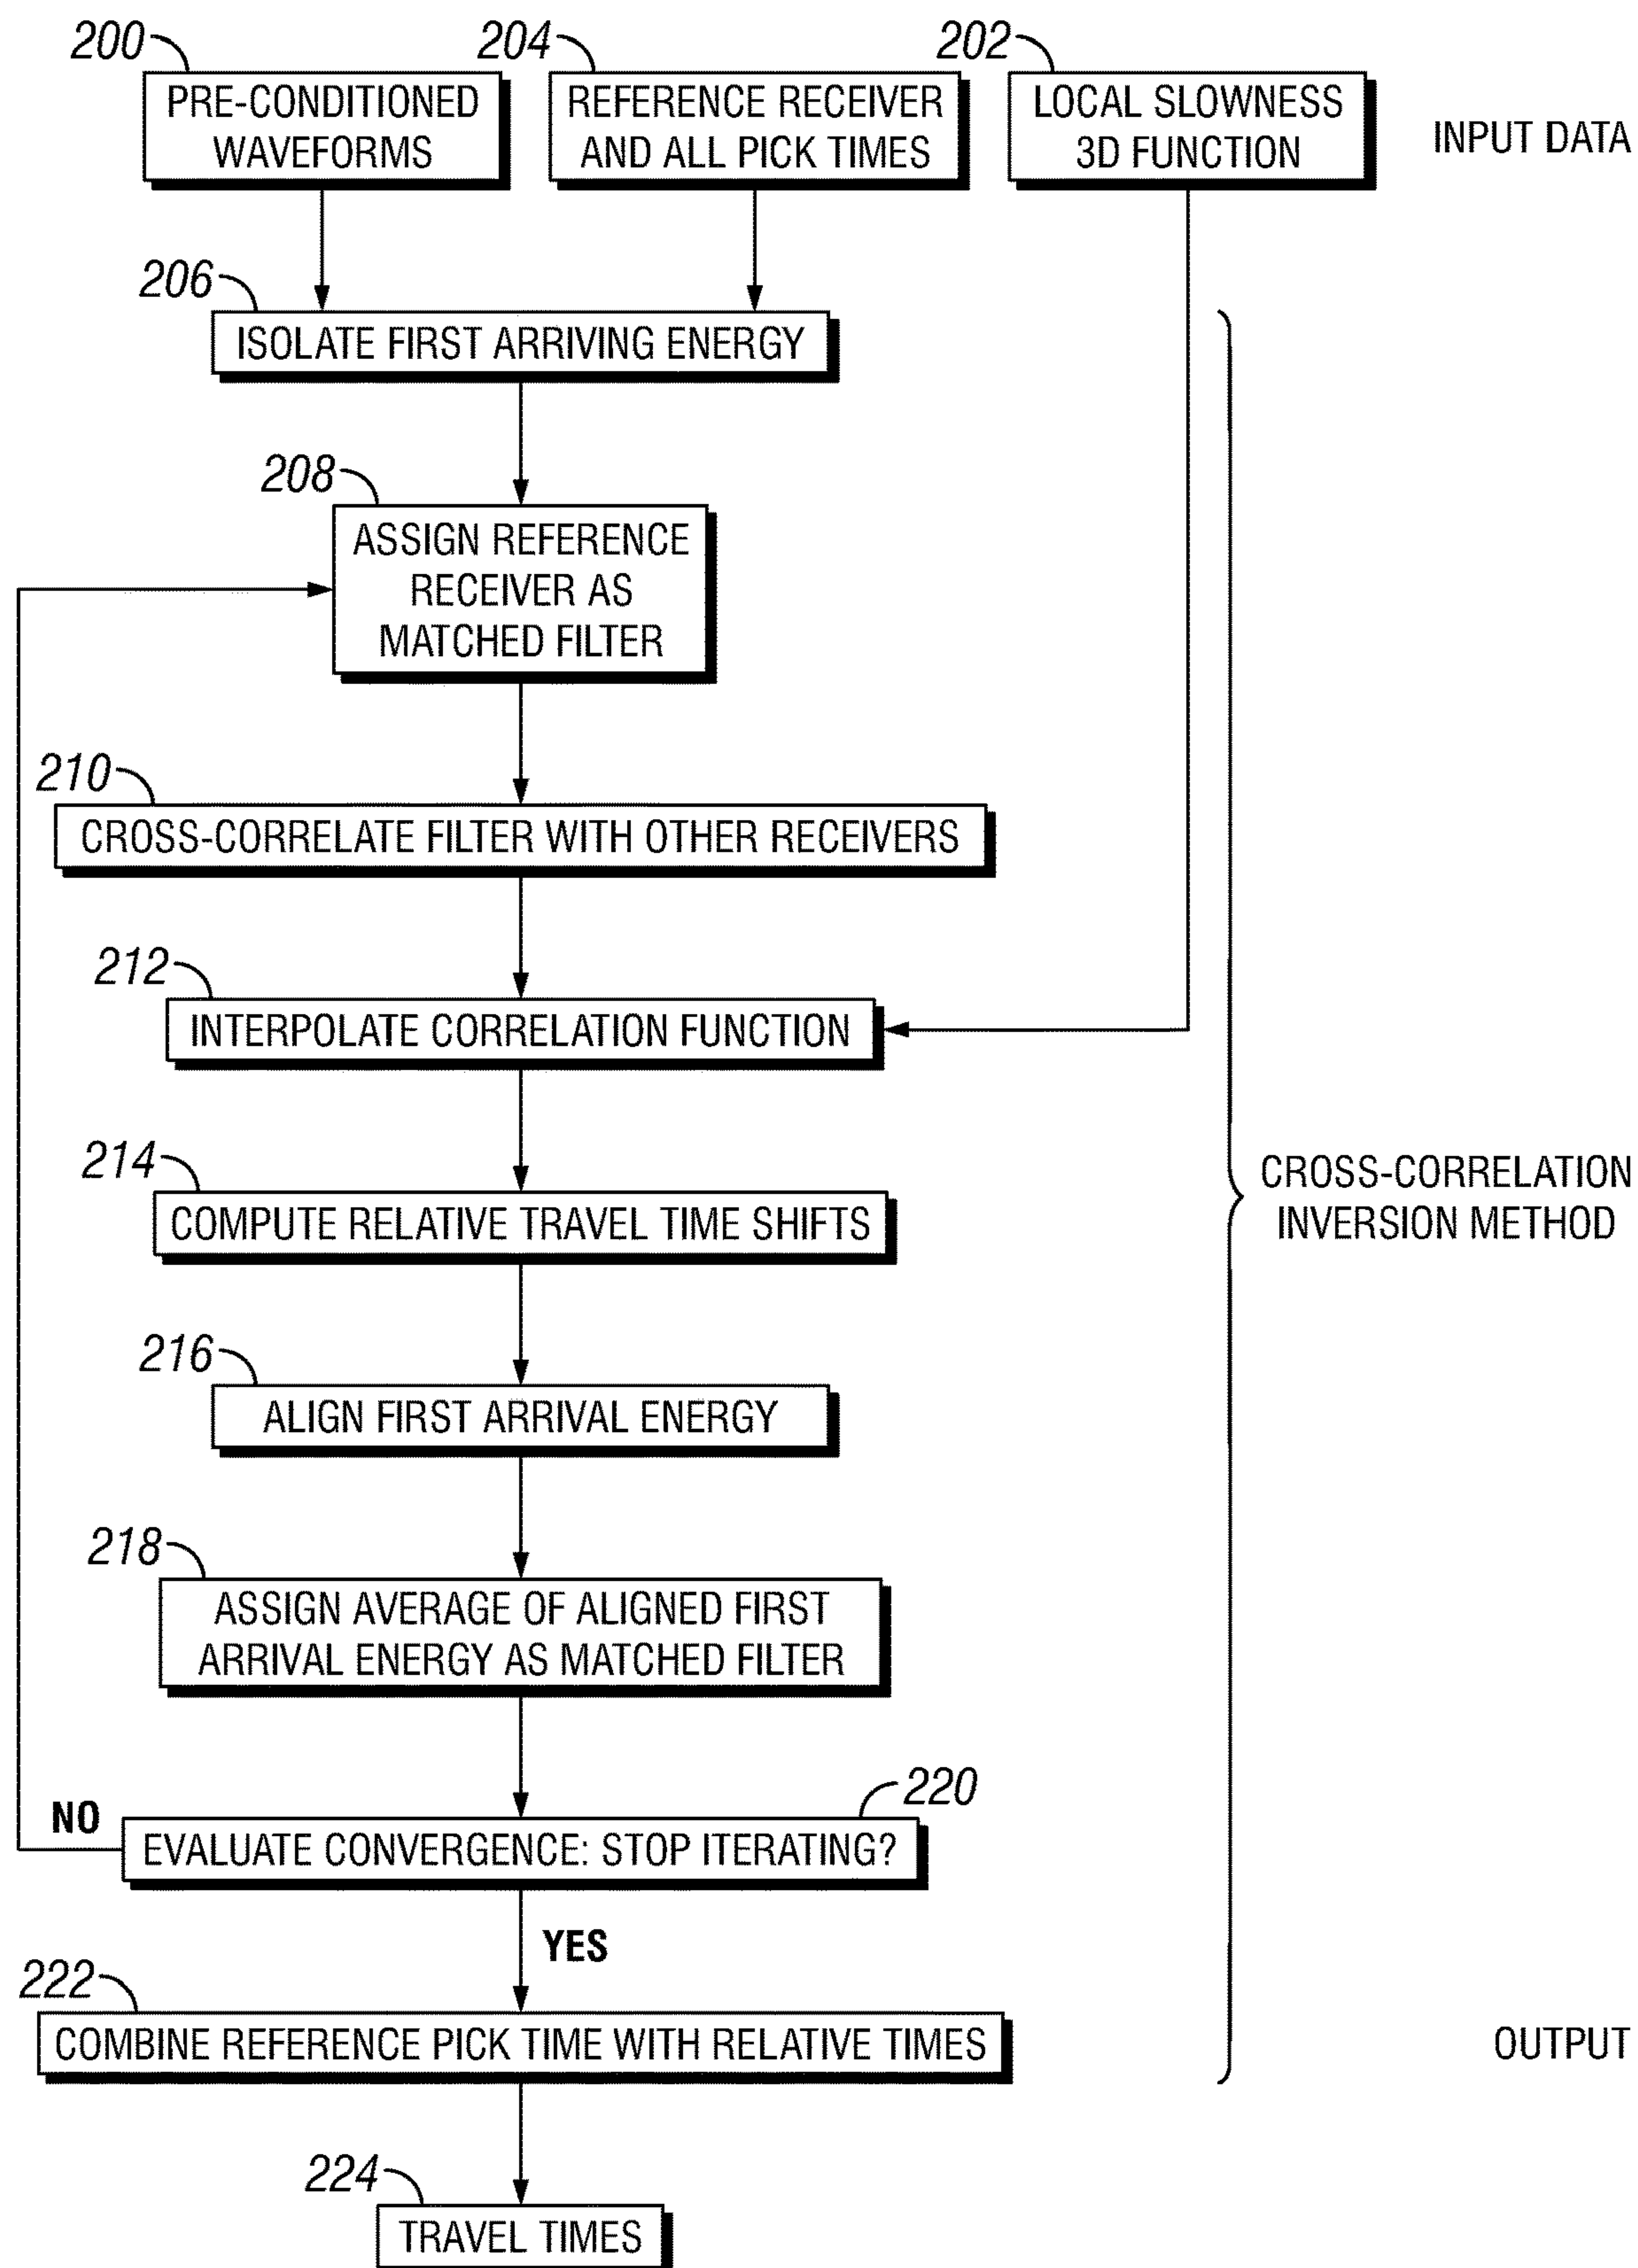 200
PRE-CONDITIONED
WAVEFORMS
204
REFERENCE RECEIVER
AND ALL PICK TIMES
202
LOCAL SLOWNESS
3D FUNCTION
INPUT DATA
206
ISOLATE FIRST ARRIVING ENERGY
208
ASSIGN REFERENCE
RECEIVER AS
MATCHED FILTER
210
CROSS-CORRELATE FILTER WITH OTHER RECEIVERS
212
INTERPOLATE CORRELATION FUNCTION
214
COMPUTE RELATIVE TRAVEL TIME SHIFTS
CROSS-CORRELATION
INVERSION METHOD
216
ALIGN FIRST ARRIVAL ENERGY
218
ASSIGN AVERAGE OF ALIGNED FIRST
ARRIVAL ENERGY AS MATCHED FILTER
220
NO
EVALUATE CONVERGENCE: STOP ITERATING?
YES
222
COMBINE REFERENCE PICK TIME WITH RELATIVE TIMES
OUTPUT
224
TRAVEL TIMES